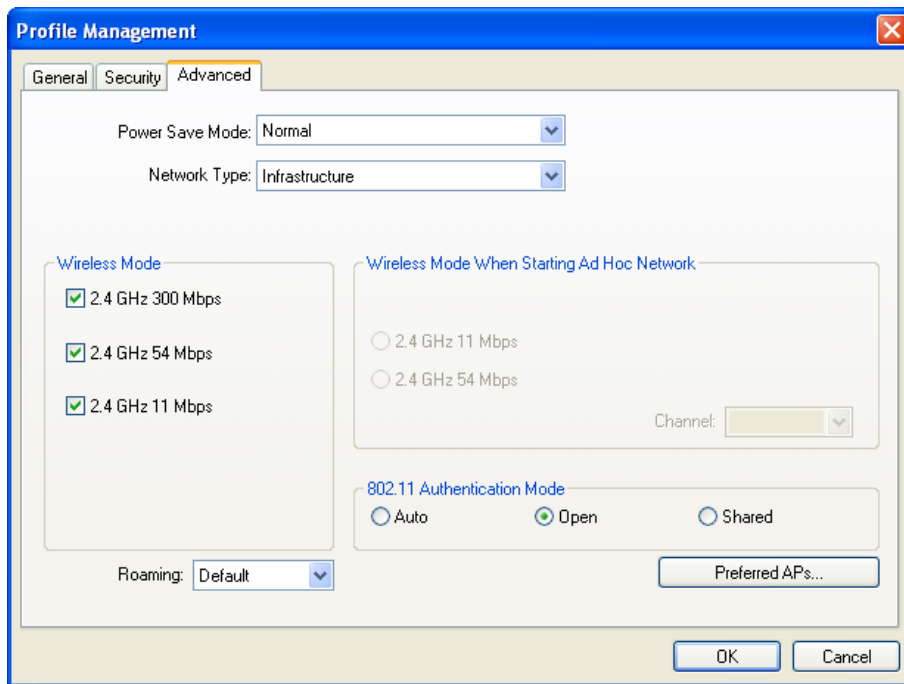 Profile Management
General Security Advanced
Power Save Mode: Normal
Network Type: Infrastructure
Wireless Mode
2.4 GHz 300 Mbps
2.4 GHz 54 Mbps
2.4 GHz 11 Mbps
Wireless Mode When Starting Ad Hoc Network
2.4 GHz 11 Mbps
2.4 GHz 54 Mbps
Channel:
802.11 Authentication Mode
Auto Open Shared
Roaming: Default
Preferred APs...
OK Cancel